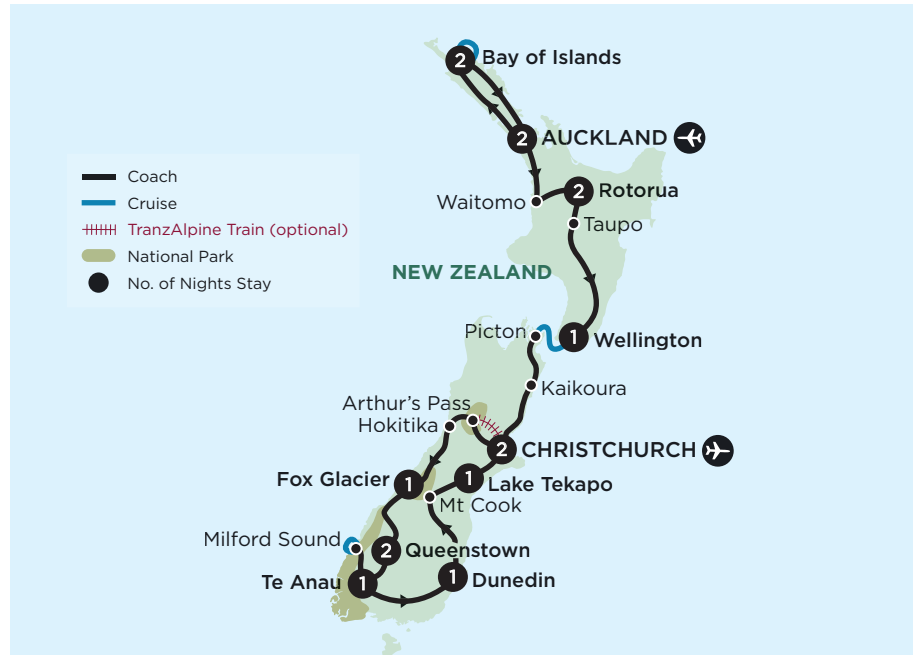 2 Bay of Islands
2 AUCKLAND
Coach
Cruise
TranzAlpine Train (optional)
National Park
No. of Nights Stay
Waitomo
2 Rotorua
Taupo
NEW ZEALAND
Picton
1 Wellington
Kaikoura
Arthur's Pass
Hokitika
2 CHRISTCHURCH
Fox Glacier 1
1 Lake Tekapo
Mt Cook
Milford Sound
2 Queenstown
Te Anau 1
1 Dunedin